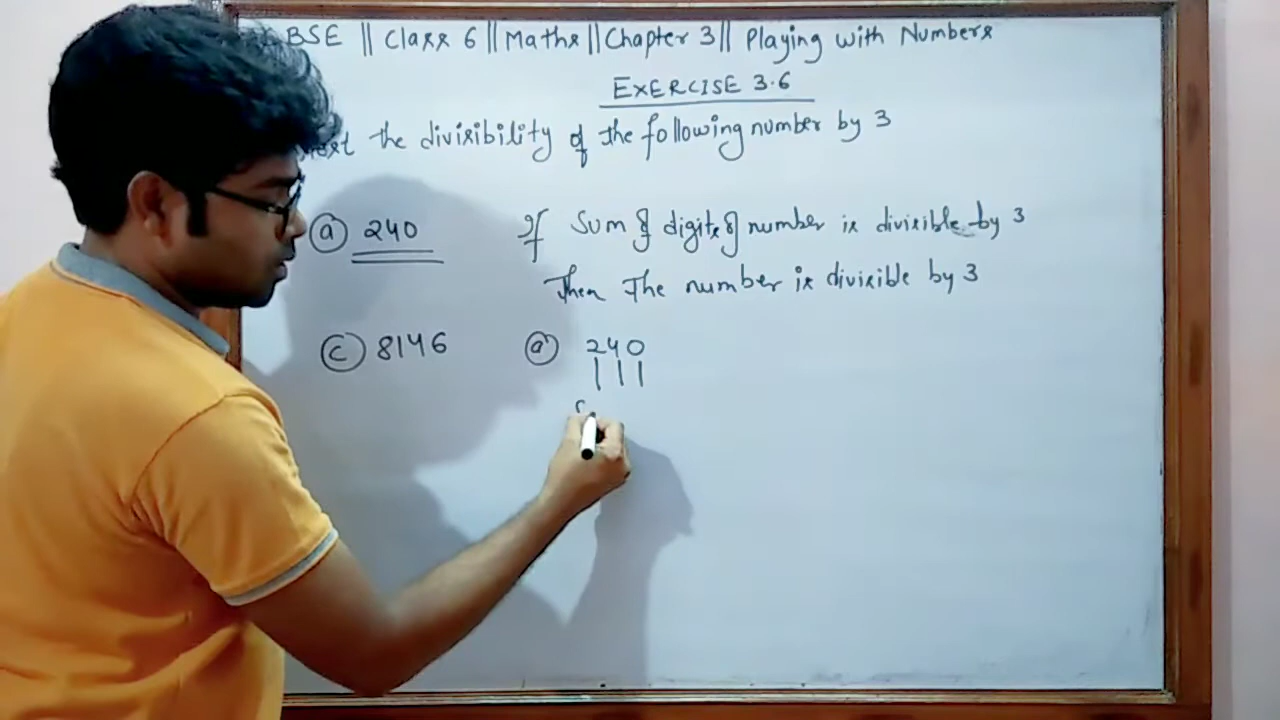 BSE || Class 6 || Maths || Chapter 3 || Playing with Numbers
EXERCISE 3.6
the divisibility of the following number by 3
(a) 240
If Sum of digits of number is divisible by 3
Then The number is divisible by 3
(c) 8146
(a) 240